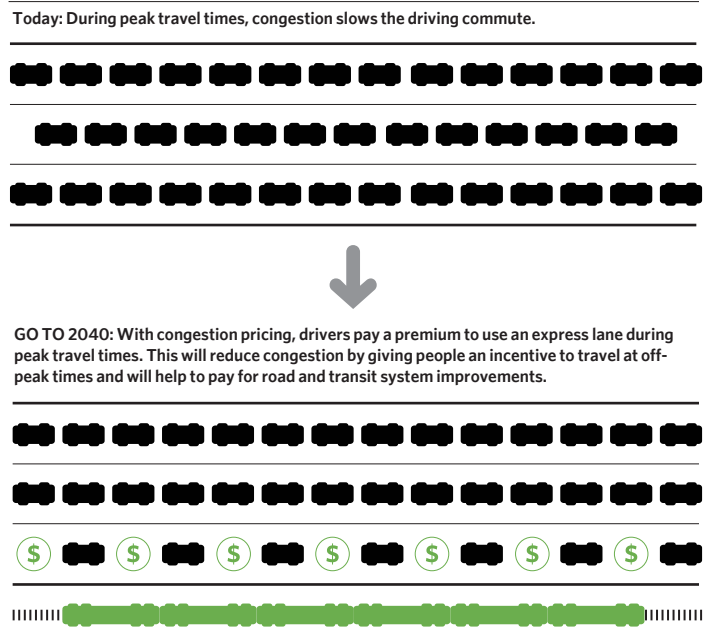 Today: During peak travel times, congestion slows the driving commute.
GO TO 2040: With congestion pricing, drivers pay a premium to use an express lane during
peak travel times. This will reduce congestion by giving people an incentive to travel at off-
peak times and will help to pay for road and transit system improvements.
$ $ $ $ $ $ $